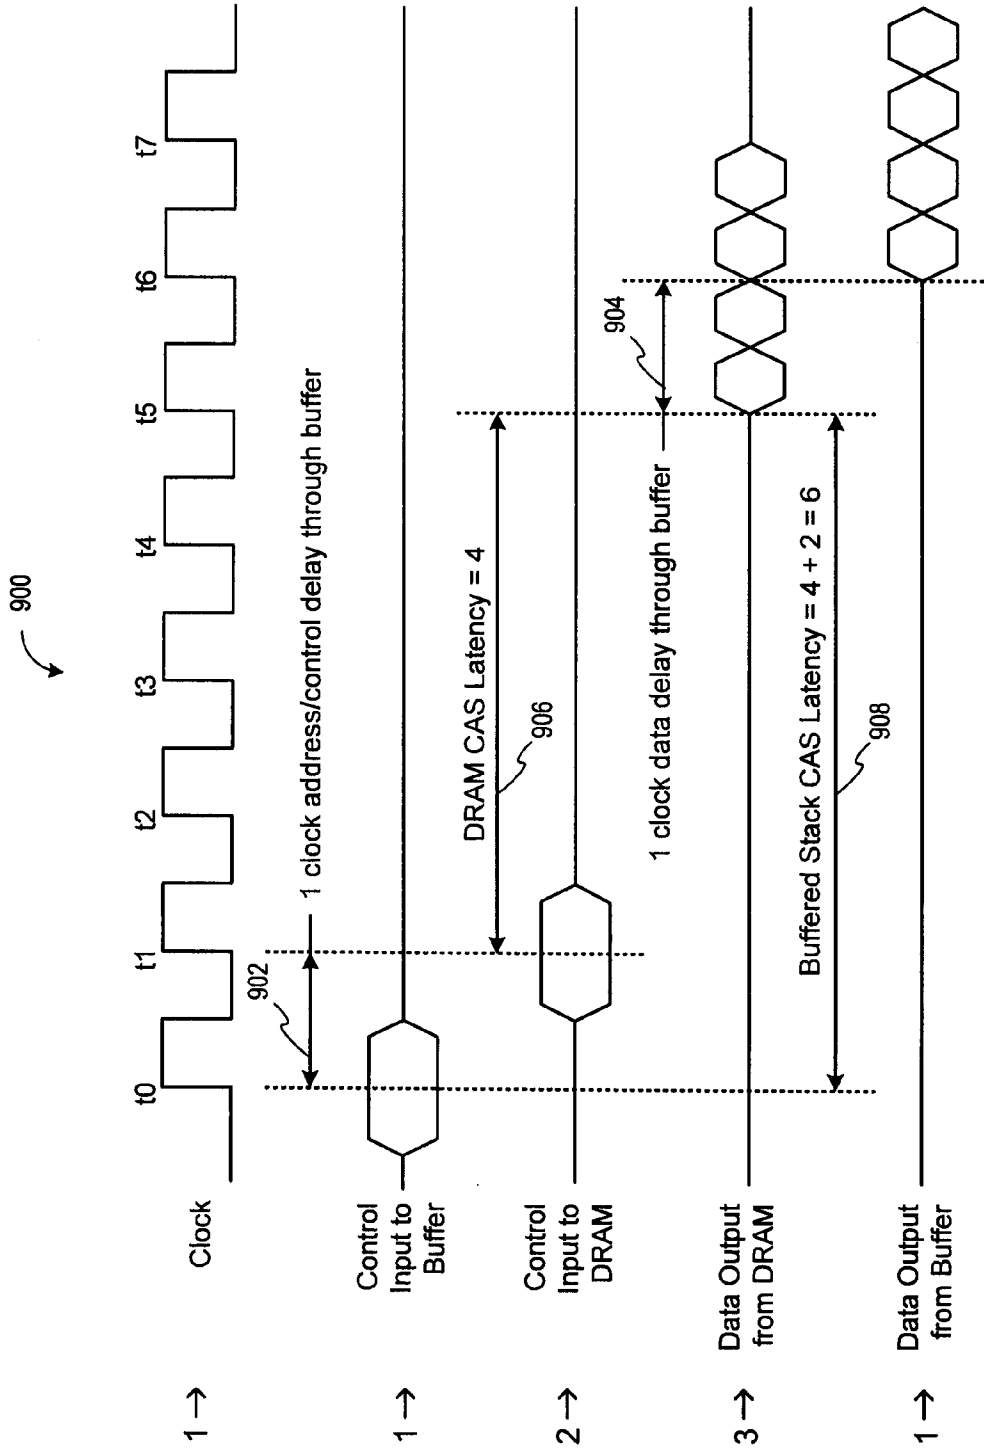 900
t0 t1 t2 t3 t4 t5 t6 t7
1→ Clock
902
1 clock address/control delay through buffer
1→ Control
Input to
Buffer
DRAM CAS Latency = 4
906
2→ Control
Input to
DRAM
904
1 clock data delay through buffer
3→ Data Output
from DRAM
Buffered Stack CAS Latency = 4 + 2 = 6
908
1→ Data Output
from Buffer